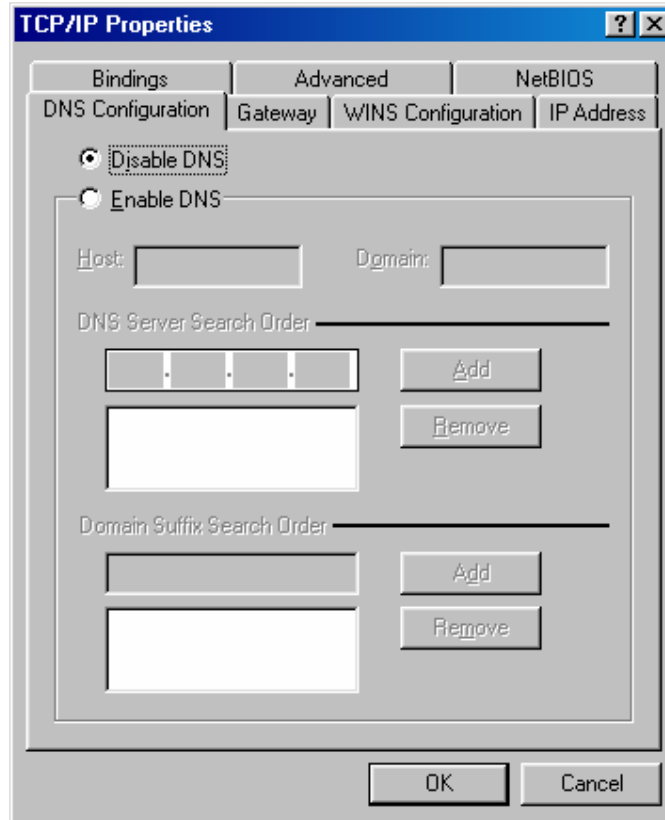 TCP/IP Properties
Bindings Advanced NetBIOS
DNS Configuration Gateway WINS Configuration IP Address
Disable DNS
Enable DNS
Host: Domain:
DNS Server Search Order
. . .
Add
Remove
Domain Suffix Search Order
Add
Remove
OK Cancel